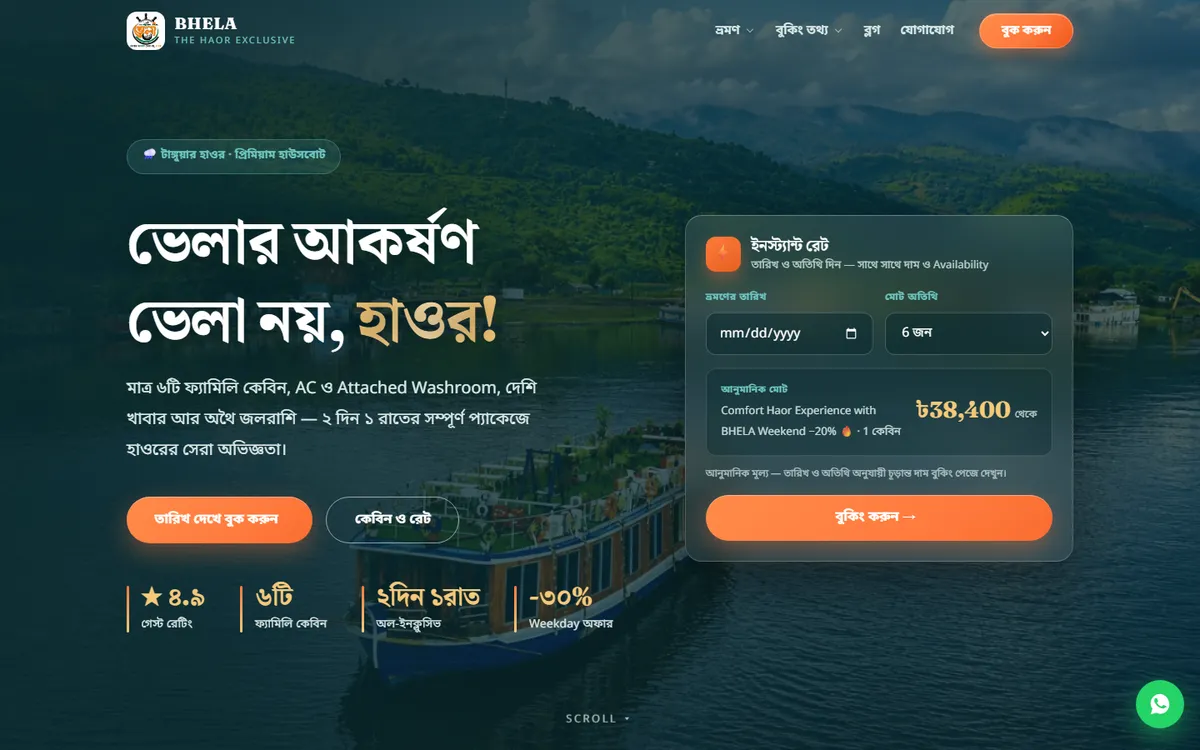 BHELA
THE HAOR EXCLUSIVE
ভ্রমণ
বুকিং তথ্য
ব্লগ
যোগাযোগ
বুক করুন
টাঙ্গুয়ার হাওর · প্রিমিয়াম হাউসবোট
ভেলার আকর্ষণ
ভেলা নয়, হাওর!
মাত্র ৬টি ফ্যামিলি কেবিন, AC ও Attached Washroom, দেশি
খাবার আর অথৈ জলরাশি — ২ দিন ১ রাতের সম্পূর্ণ প্যাকেজে
হাওরের সেরা অভিজ্ঞতা।
তারিখ দেখে বুক করুন
কেবিন ও রেট
★ ৪.৯
গেস্ট রেটিং
৬টি
ফ্যামিলি কেবিন
২দিন ১রাত
অল-ইনক্লুসিভ
-৩০%
Weekday অফার
ইনস্ট্যান্ট রেট
তারিখ ও অতিথি দিন — সাথে সাথে দাম ও Availability
ভ্রমণের তারিখ
মোট অতিথি
mm/dd/yyyy
6 জন
আনুমানিক মোট
Comfort Haor Experience with
BHELA Weekend −20% 🔥 · 1 কেবিন
৳38,400 থেকে
আনুমানিক মূল্য — তারিখ ও অতিথি অনুযায়ী চূড়ান্ত দাম বুকিং পেজে দেখুন।
বুকিং করুন →
SCROLL